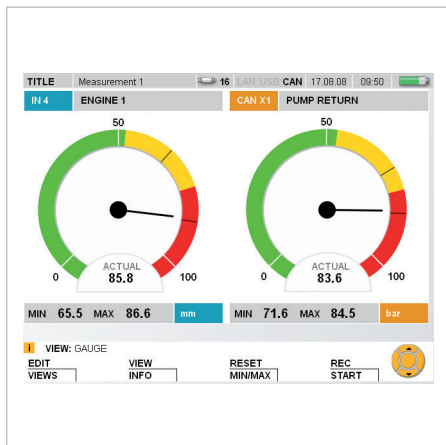 TITLE Measurement 1 16 LAN USB CAN 17.08.08 09:50
IN 4 ENGINE 1
50
0
100
ACTUAL
85.8
MIN 65.5 MAX 86.6 mm
CAN X1 PUMP RETURN
50
0
100
ACTUAL
83.6
MIN 71.6 MAX 84.5 bar
i VIEW: GAUGE
EDIT VIEW RESET REC
VIEWS INFO MIN/MAX START